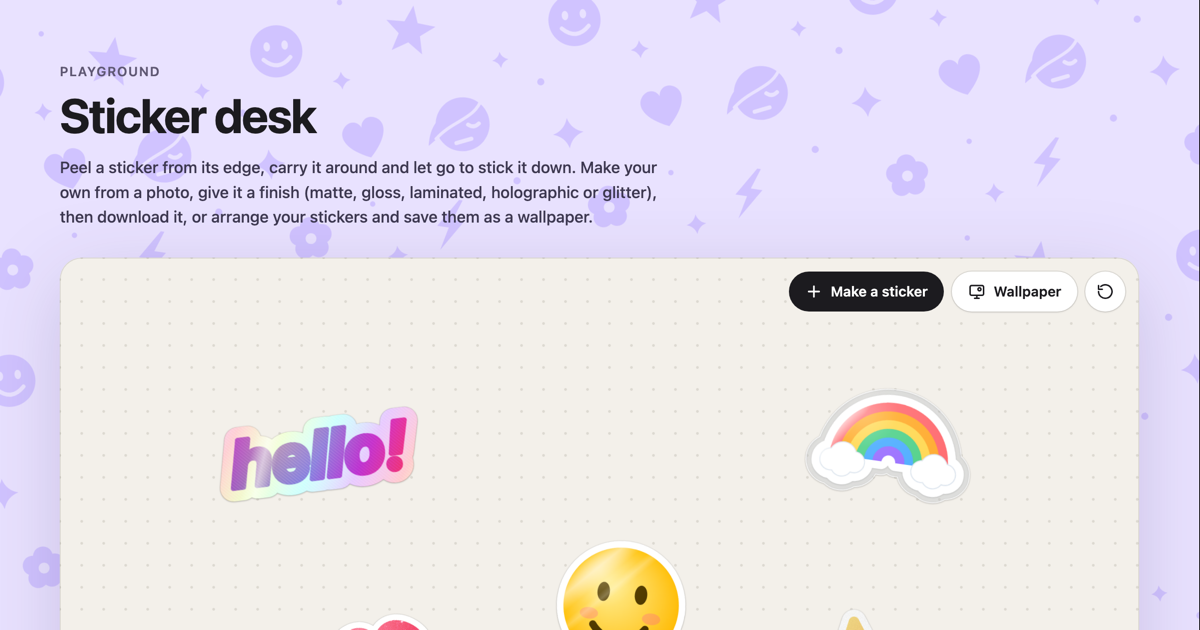 PLAYGROUND
Sticker desk
Peel a sticker from its edge, carry it around and let go to stick it down. Make your
own from a photo, give it a finish (matte, gloss, laminated, holographic or glitter),
then download it, or arrange your stickers and save them as a wallpaper.
Make a sticker
Wallpaper
hello!